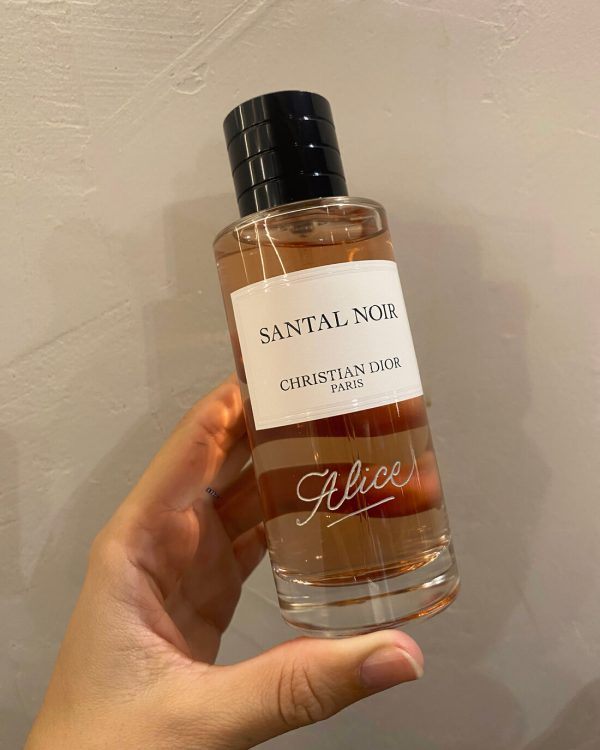 SANTAL NOIR
CHRISTIAN DIOR
PARIS
Alice